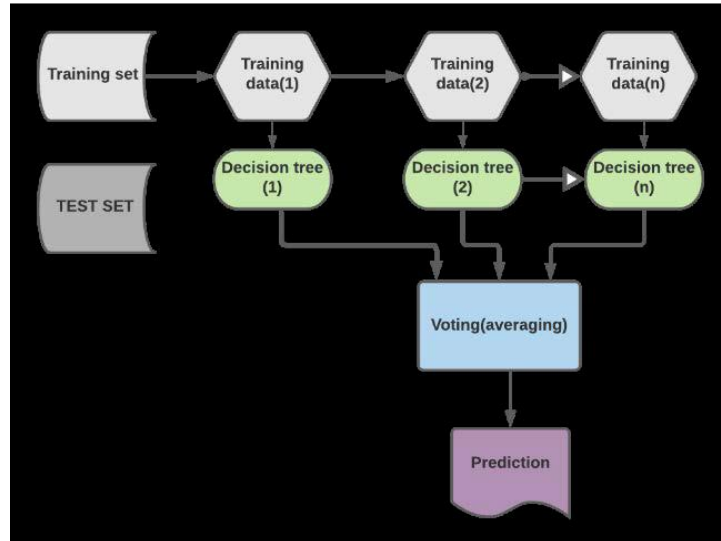 Training set
Training
data(1)
Training
data(2)
Training
data(n)
Decision tree
(1)
Decision tree
(2)
Decision tree
(n)
TEST SET
Voting(averaging)
Prediction